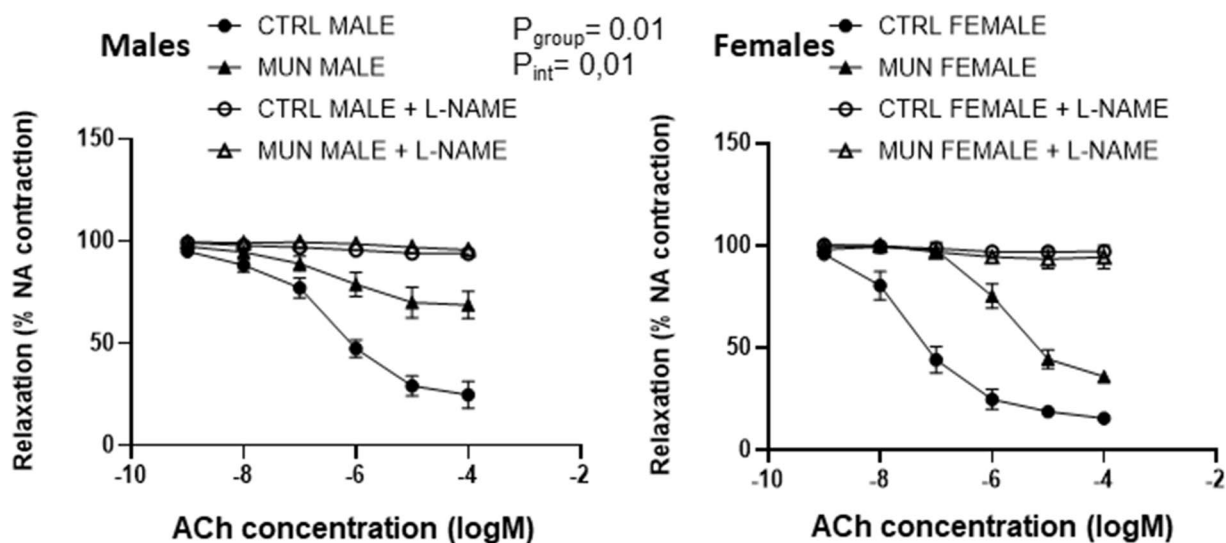 Males
CTRL MALE
MUN MALE
CTRL MALE + L-NAME
MUN MALE + L-NAME
Pgroup= 0.01
Pint= 0,01
Relaxation (% NA contraction)
150
100
50
0
-10
-8
-6
-4
-2
ACh concentration (logM)
Females
CTRL FEMALE
MUN FEMALE
CTRL FEMALE + L-NAME
MUN FEMALE + L-NAME
Relaxation (% NA contraction)
150
100
50
0
-10
-8
-6
-4
-2
ACh concentration (logM)